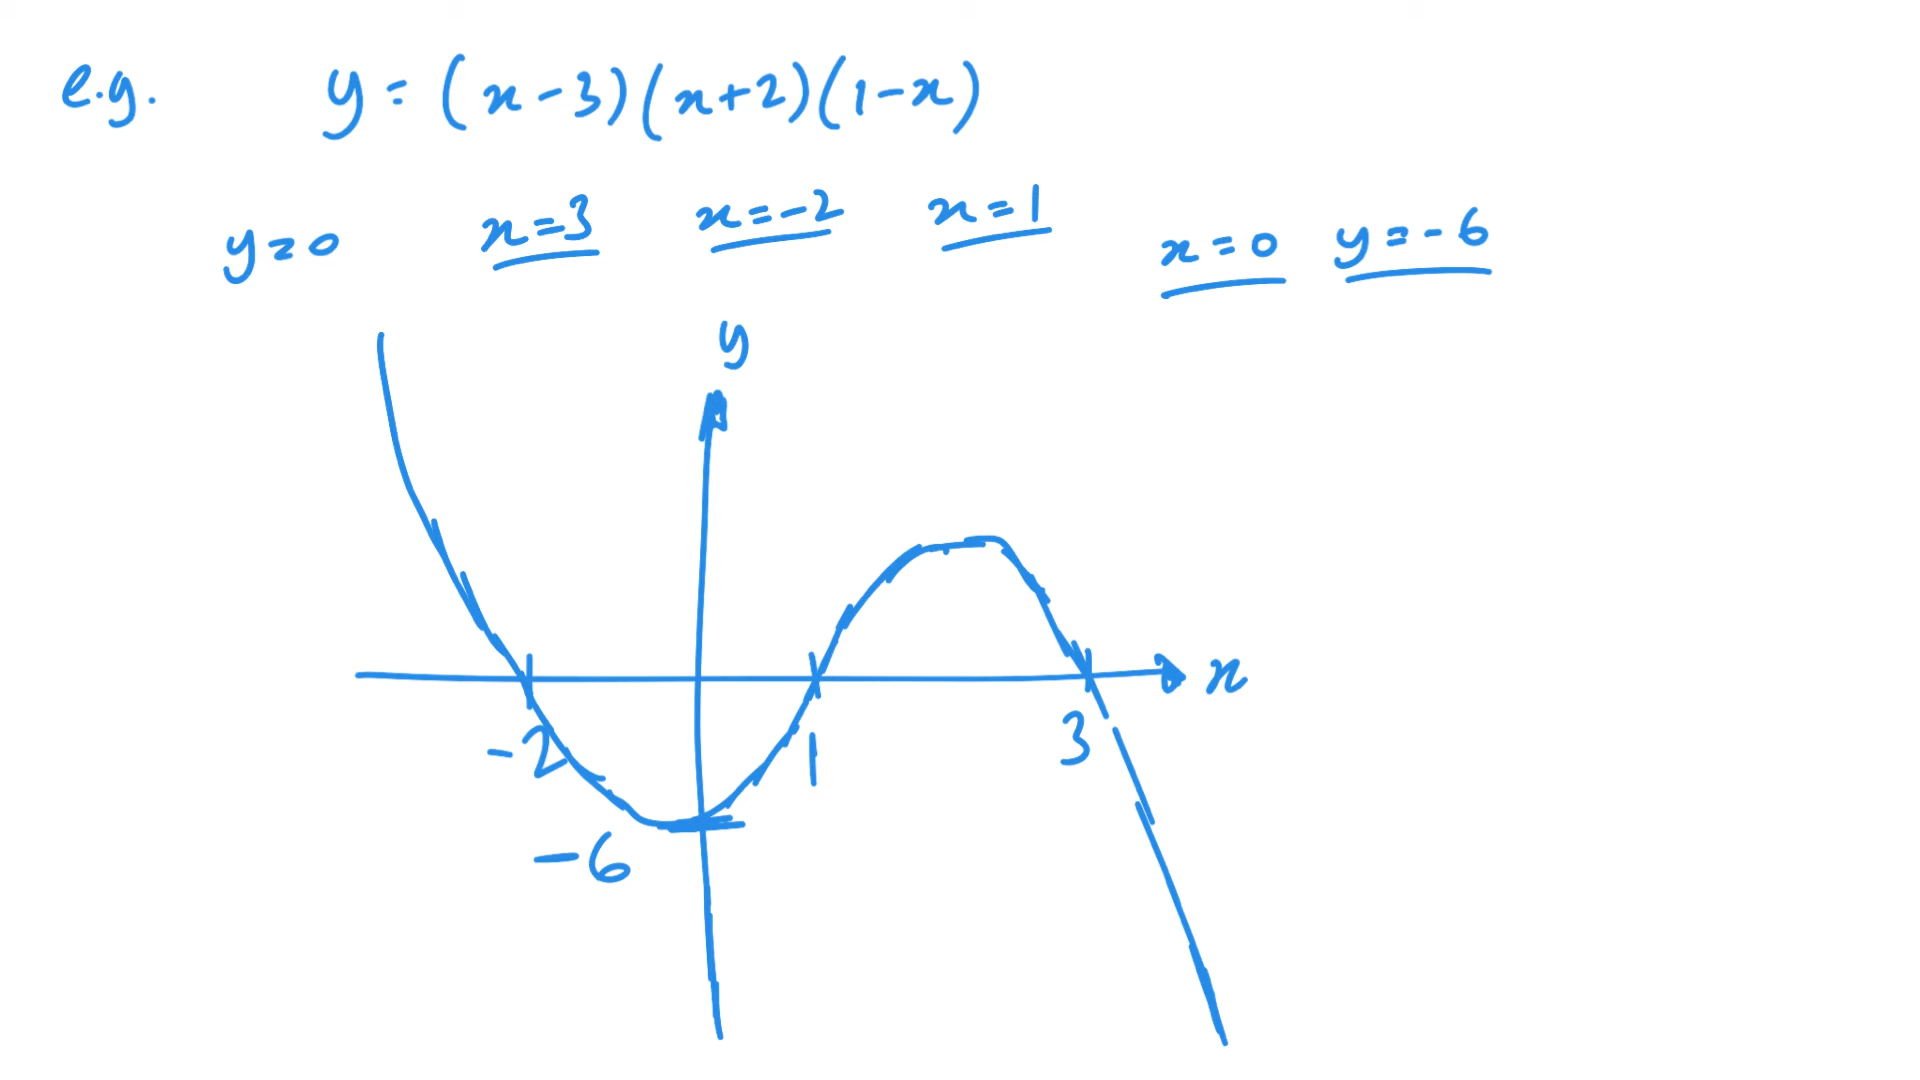 e.g. y = (x-3)(x+2)(1-x)
y=0 x=3 x=-2 x=1 x=0 y=-6
y
x
-2 1 3
-6